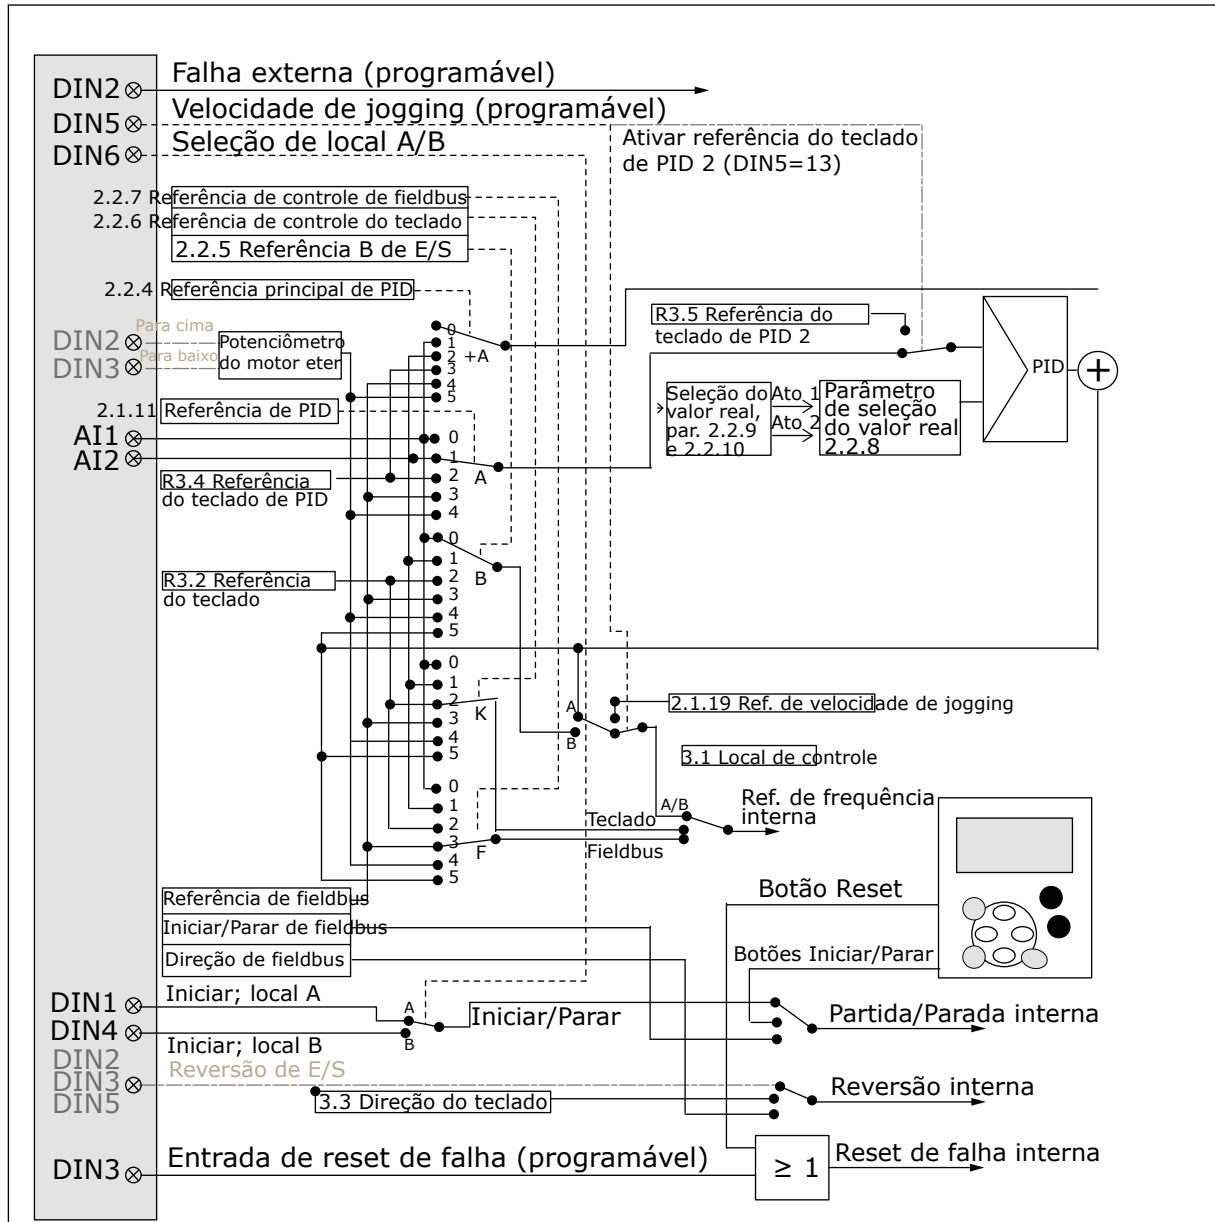 DIN2
Falha externa (programável)
DIN5
Velocidade de jogging (programável)
DIN6
Seleção de local A/B
Ativar referência do teclado
de PID 2 (DIN5=13)
2.2.7 Referência de controle de fieldbus
2.2.6 Referência de controle do teclado
2.2.5 Referência B de E/S
2.2.4 Referência principal de PID
R3.5 Referência do
teclado de PID 2
Para cima
DIN2
Para baixo
DIN3
Potenciômetro
do motor eter
0
1
2
3
4
5
+A
PID
+
Seleção do
valor real,
par. 2.2.9
e 2.2.10
Ato 1
Ato 2
Parâmetro
de seleção
do valor real
2.2.8
2.1.11 Referência de PID
AI1
AI2
0
1
2
3
4
A
R3.4 Referência
do teclado de PID
0
1
2
3
4
5
B
R3.2 Referência
do teclado
0
1
2
3
4
5
K
A
B
2.1.19 Ref. de velocidade de jogging
3.1 Local de controle
0
1
2
3
4
5
F
A/B
Teclado
Fieldbus
Ref. de frequência
interna
Referência de fieldbus
Iniciar/Parar de fieldbus
Direção de fieldbus
Botão Reset
Botões Iniciar/Parar
DIN1
Iniciar; local A
DIN4
Iniciar; local B
A
B
Iniciar/Parar
Partida/Parada interna
DIN2
DIN3
DIN5
Reversão de E/S
3.3 Direção do teclado
Reversão interna
DIN3
Entrada de reset de falha (programável)
≥ 1
Reset de falha interna